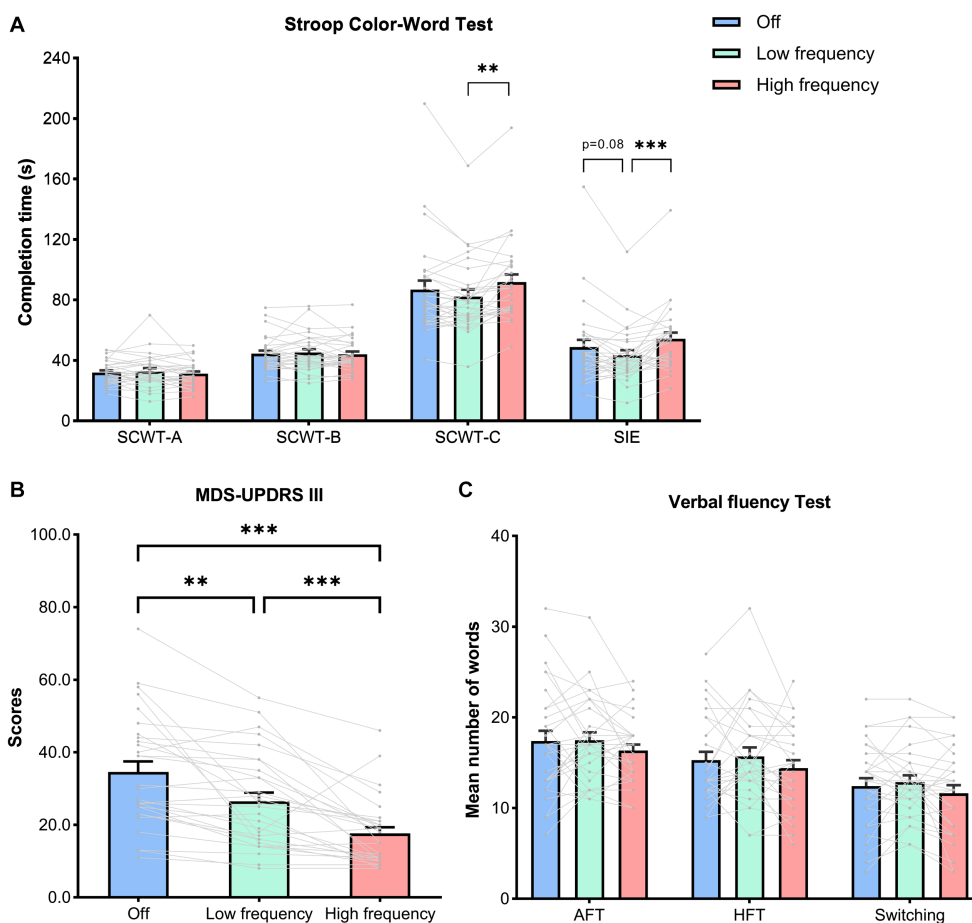 A
Stroop Color-Word Test
Off
Low frequency
High frequency
Completion time (s)
240
200
160
120
80
40
0
**
p=0.08
***
SCWT-A
SCWT-B
SCWT-C
SIE
B
MDS-UPDRS III
Scores
100.0
80.0
60.0
40.0
20.0
0.0
***
**
***
Off
Low frequency
High frequency
C
Verbal fluency Test
Mean number of words
40
30
20
10
0
AFT
HFT
Switching